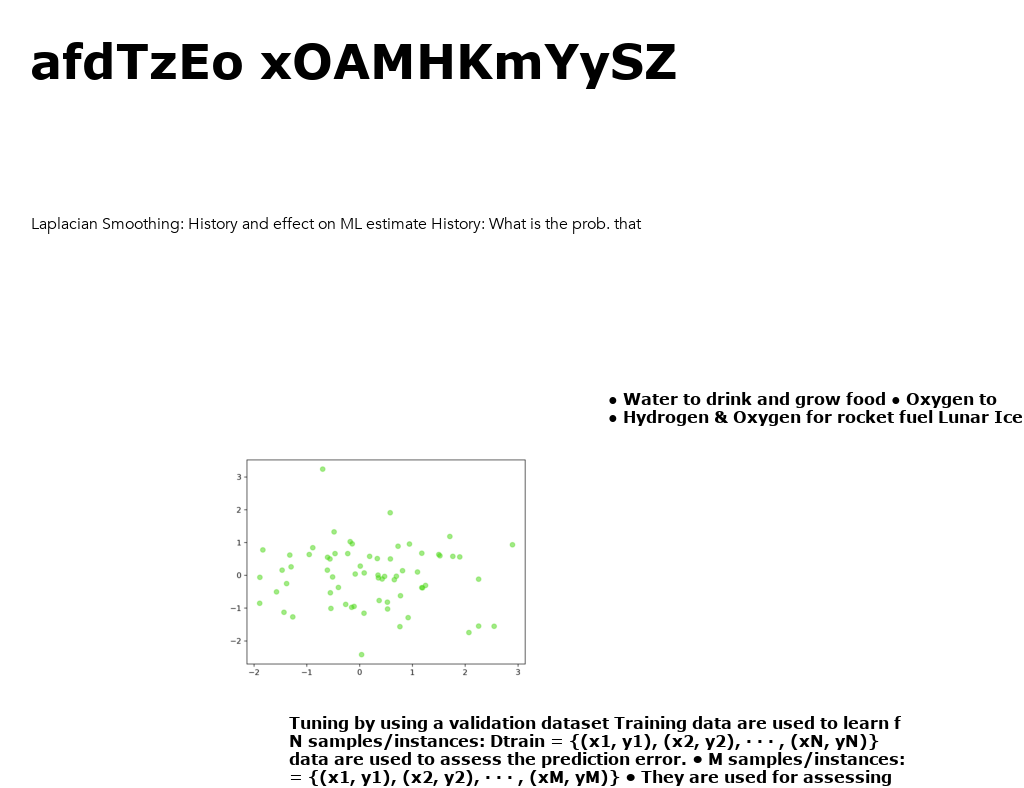 afdTzEo xOAMHKmYySZ
Laplacian Smoothing: History and effect on ML estimate History: What is the prob. that
● Water to drink and grow food ● Oxygen to
● Hydrogen & Oxygen for rocket fuel Lunar Ice
3
2
1
0
−1
−2
−2 −1 0 1 2 3
Tuning by using a validation dataset Training data are used to learn f
N samples/instances: Dtrain = {(x1, y1), (x2, y2), · · · , (xN, yN)}
data are used to assess the prediction error. ● M samples/instances:
= {(x1, y1), (x2, y2), · · · , (xM, yM)} ● They are used for assessing